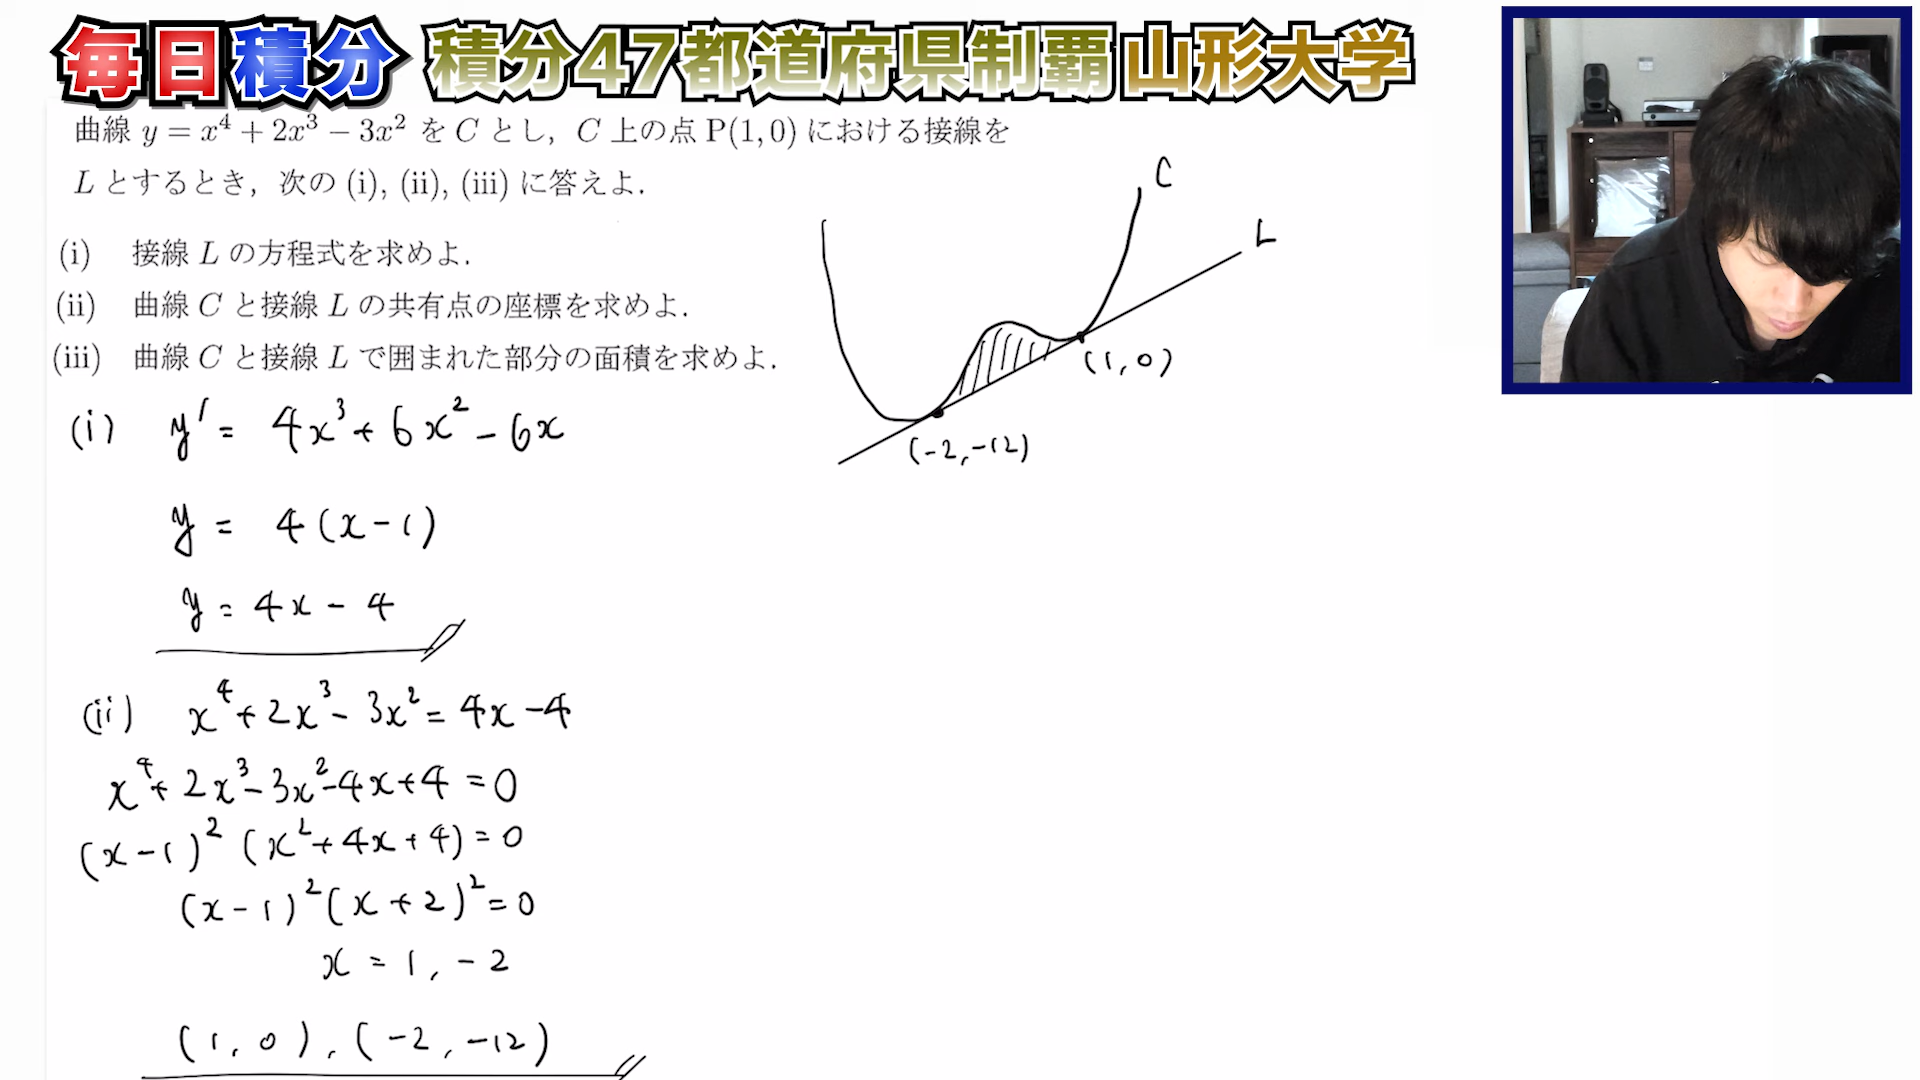 毎日積分 積分47都道府県制覇 山形大学
曲線 y = x⁴ + 2x³ − 3x² を C とし, C 上の点 P(1, 0) における接線を
L とするとき, 次の (i), (ii), (iii) に答えよ.
(i) 接線 L の方程式を求めよ.
(ii) 曲線 C と接線 L の共有点の座標を求めよ.
(iii) 曲線 C と接線 L で囲まれた部分の面積を求めよ.
C
L
(1, 0)
(-2, -12)
(i) y' = 4x³ + 6x² - 6x
y = 4(x-1)
y = 4x - 4
(ii) x⁴ + 2x³ - 3x² = 4x - 4
x⁴ + 2x³ - 3x² - 4x + 4 = 0
(x-1)² (x² + 4x + 4) = 0
(x-1)² (x+2)² = 0
x = 1, -2
(1, 0), (-2, -12)